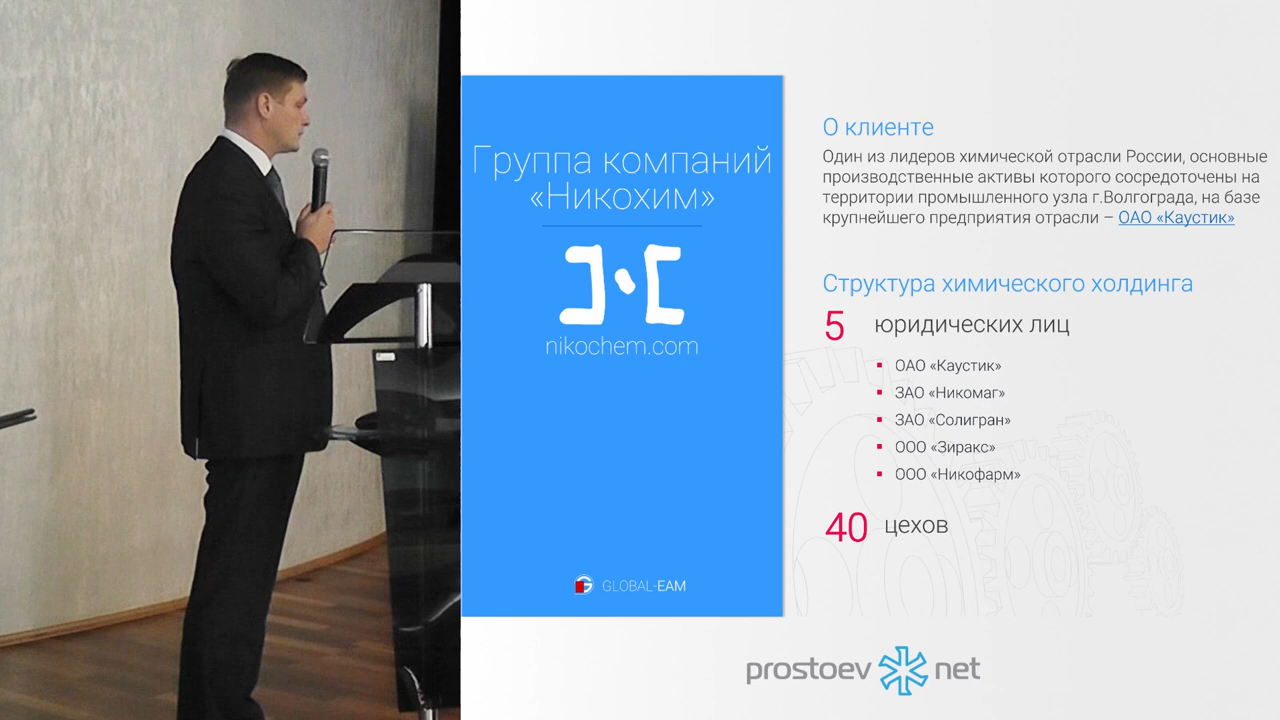 Группа компаний
«Никохим»
nikochem.com
GLOBAL-EAM
О клиенте
Один из лидеров химической отрасли России, основные
производственные активы которого сосредоточены на
территории промышленного узла г.Волгограда, на базе
крупнейшего предприятия отрасли – ОАО «Каустик»
Структура химического холдинга
5 юридических лиц
ОАО «Каустик»
ЗАО «Никомаг»
ЗАО «Солигран»
ООО «Зиракс»
ООО «Никофарм»
40 цехов
prostoev net